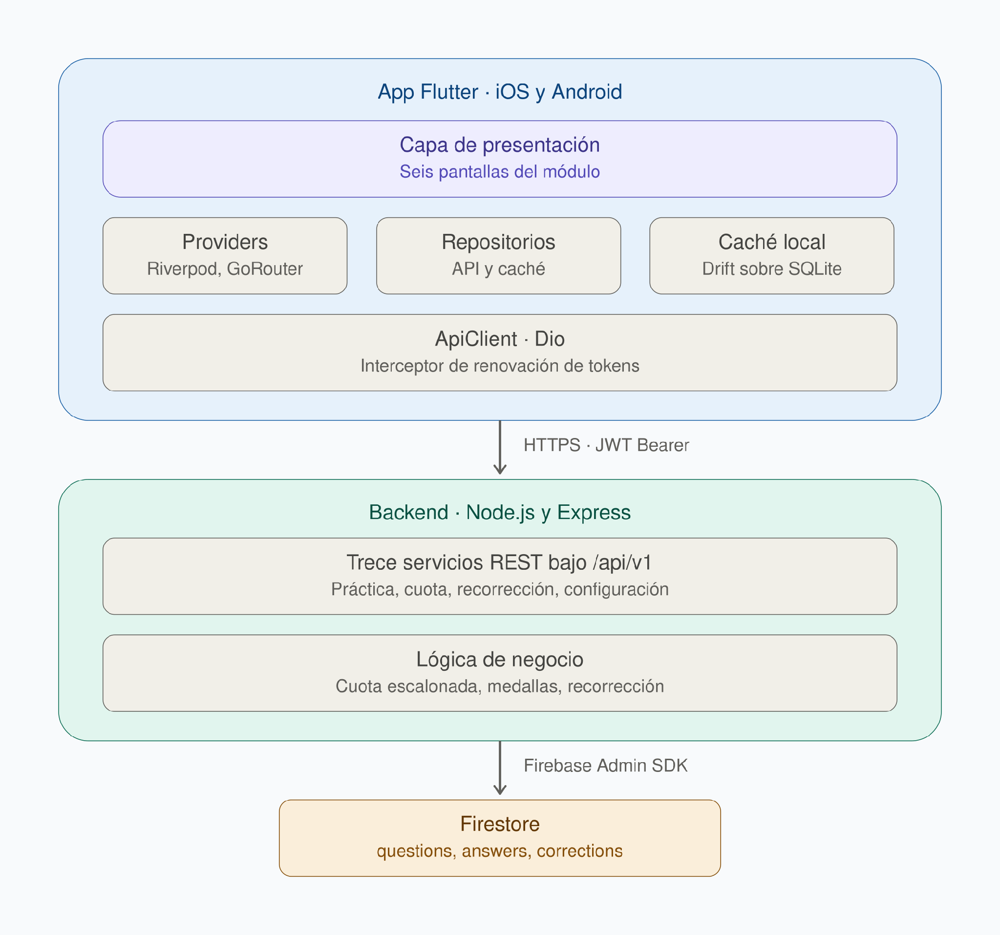 App Flutter · iOS y Android
Capa de presentación
Seis pantallas del módulo
Providers
Riverpod, GoRouter
Repositorios
API y caché
Caché local
Drift sobre SQLite
ApiClient · Dio
Interceptor de renovación de tokens
HTTPS · JWT Bearer
Backend · Node.js y Express
Trece servicios REST bajo /api/v1
Práctica, cuota, recorrección, configuración
Lógica de negocio
Cuota escalonada, medallas, recorrección
Firebase Admin SDK
Firestore
questions, answers, corrections